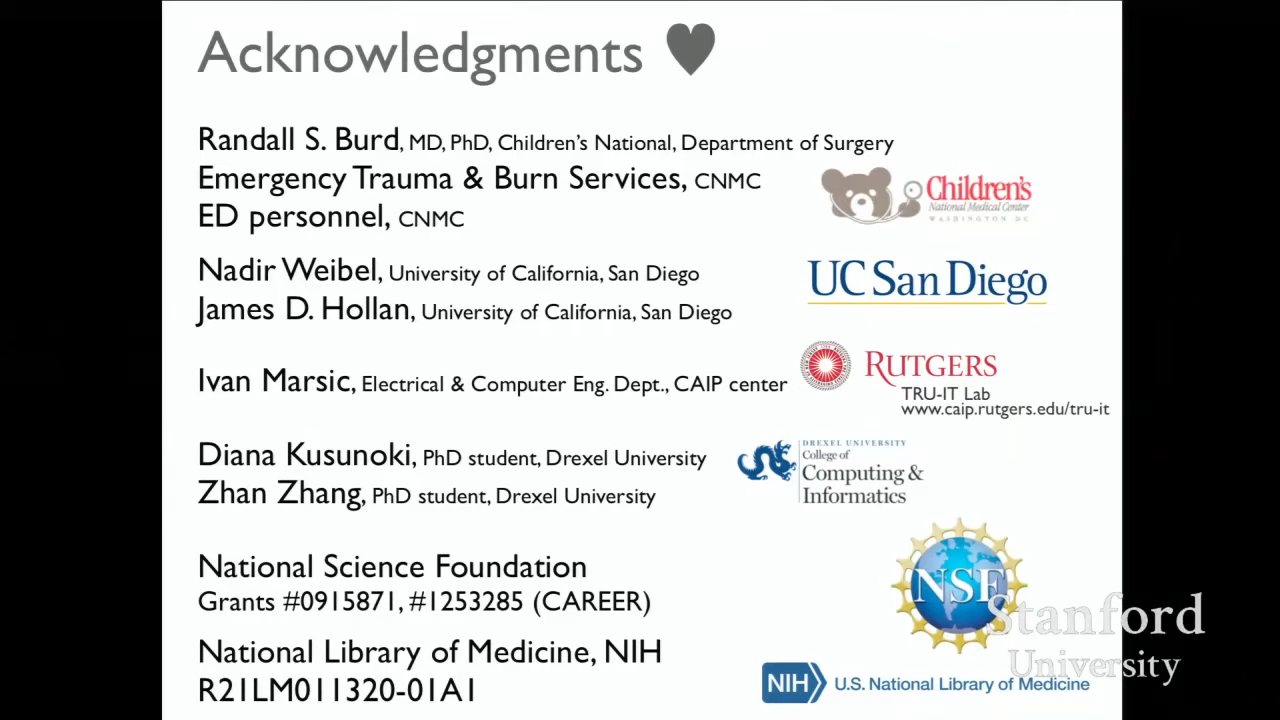 Acknowledgments ♥
Randall S. Burd, MD, PhD, Children's National, Department of Surgery
Emergency Trauma & Burn Services, CNMC
ED personnel, CNMC
Children's
National Medical Center
WASHINGTON DC
Nadir Weibel, University of California, San Diego
James D. Hollan, University of California, San Diego
UC San Diego
Ivan Marsic, Electrical & Computer Eng. Dept., CAIP center
RUTGERS
TRU-IT Lab
www.caip.rutgers.edu/tru-it
Diana Kusunoki, PhD student, Drexel University
Zhan Zhang, PhD student, Drexel University
DREXEL UNIVERSITY
College of
Computing &
Informatics
National Science Foundation
Grants #0915871, #1253285 (CAREER)
NSF
National Library of Medicine, NIH
R21LM011320-01A1
NIH U.S. National Library of Medicine
Stanford
University